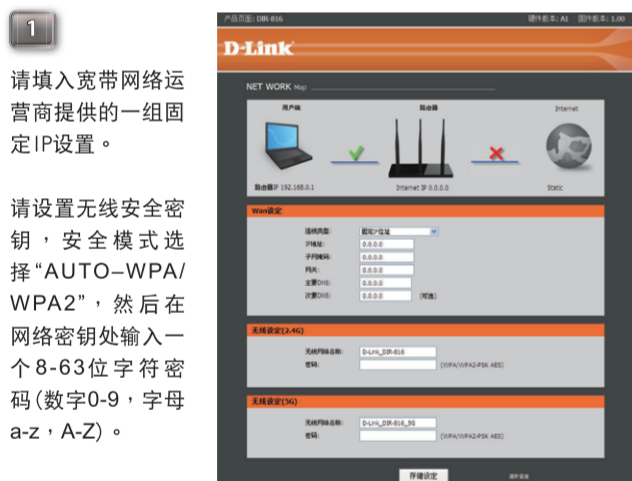 1
请填入宽带网络运
营商提供的一组固
定IP设置。
请设置无线安全密
钥，安全模式选
择“AUTO–WPA/
WPA2”，然后在
网络密钥处输入一
个8-63位字符密
码(数字0-9，字母
a-z，A-Z)。
产品页面: DIR-816 硬件版本: A1 固件版本: 1.00
D-Link
NET WORK Map
用户端 路由器 Internet
路由器IP 192.168.0.1 Internet IP 0.0.0.0 Static
Wan设定
连线类型: 固定IP位址
IP地址: 0.0.0.0
子网掩码: 0.0.0.0
网关: 0.0.0.0
主要DNS: 0.0.0.0
次要DNS: 0.0.0.0 (可选)
无线设定(2.4G)
无线网络名称: D-Link_DIR-816
密码: (WPA/WPA2-PSK AES)
无线设定(5G)
无线网络名称: D-Link_DIR-816_5G
密码: (WPA/WPA2-PSK AES)
存储设定